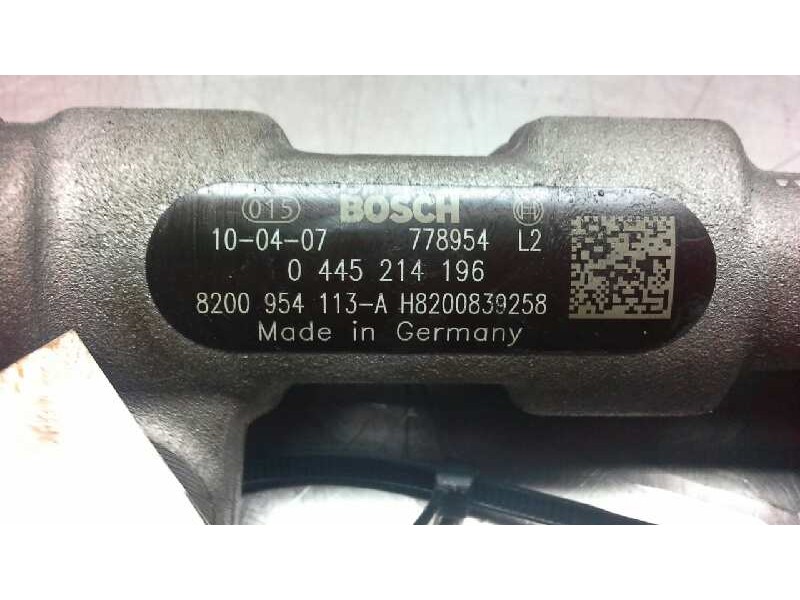 015 BOSCH
10-04-07 778954 L2
0 445 214 196
8200 954 113-A H8200839258
Made in Germany